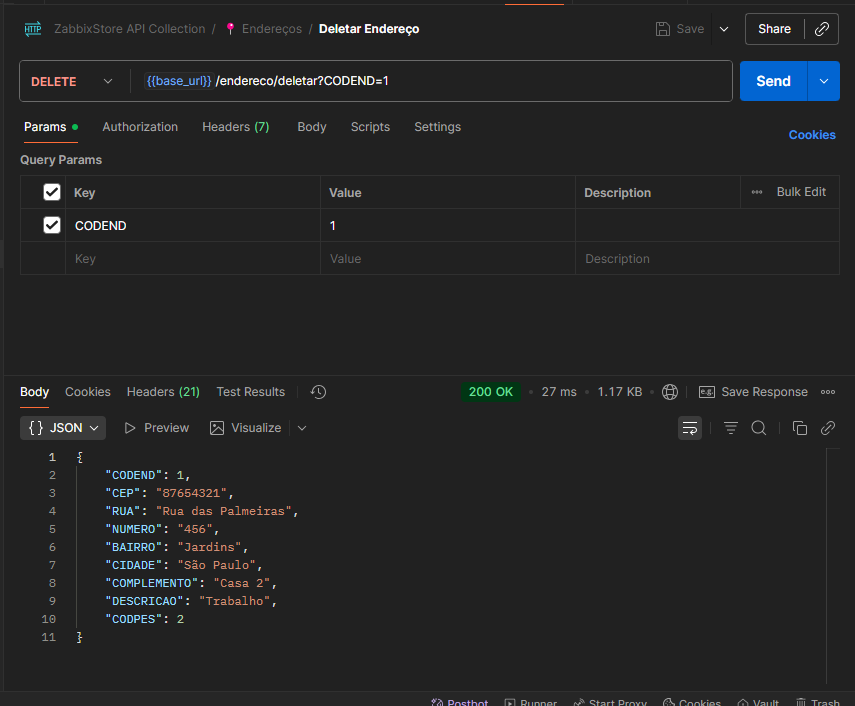 HTTP ZabbixStore API Collection / Endereços / Deletar Endereço Save Share
DELETE {{base_url}} /endereco/deletar?CODEND=1 Send
Params Authorization Headers (7) Body Scripts Settings Cookies
Query Params
Key Value Description ••• Bulk Edit
CODEND 1
Key Value Description
Body Cookies Headers (21) Test Results 200 OK • 27 ms • 1.17 KB • e.g. Save Response •••
{} JSON Preview Visualize
1 {
2 "CODEND": 1,
3 "CEP": "87654321",
4 "RUA": "Rua das Palmeiras",
5 "NUMERO": "456",
6 "BAIRRO": "Jardins",
7 "CIDADE": "São Paulo",
8 "COMPLEMENTO": "Casa 2",
9 "DESCRICAO": "Trabalho",
10 "CODPES": 2
11 }
Postbot Runner Start Proxy Cookies Vault Trash